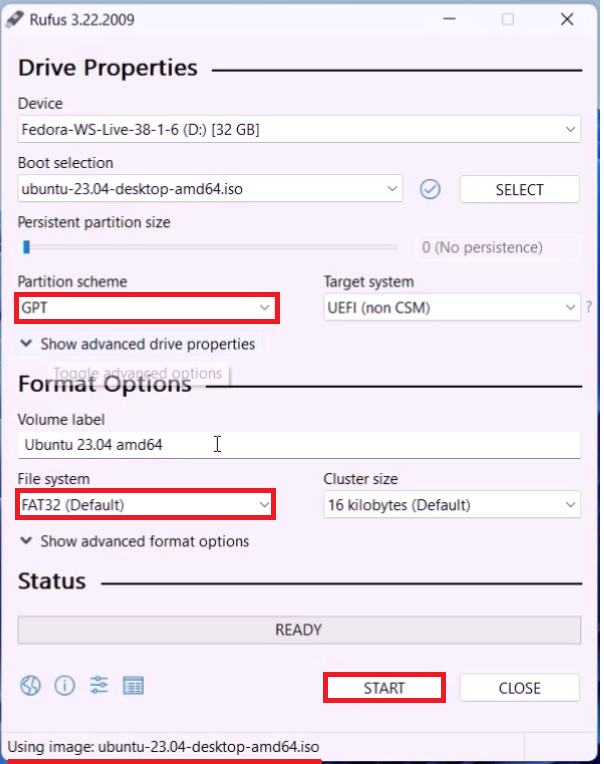 Rufus 3.22.2009
Drive Properties
Device
Fedora-WS-Live-38-1-6 (D:) [32 GB]
Boot selection
ubuntu-23.04-desktop-amd64.iso
SELECT
Persistent partition size
0 (No persistence)
Partition scheme
Target system
GPT
UEFI (non CSM)
?
Show advanced drive properties
Toggle advanced options
Format Options
Volume label
Ubuntu 23.04 amd64
File system
Cluster size
FAT32 (Default)
16 kilobytes (Default)
Show advanced format options
Status
READY
START
CLOSE
Using image: ubuntu-23.04-desktop-amd64.iso